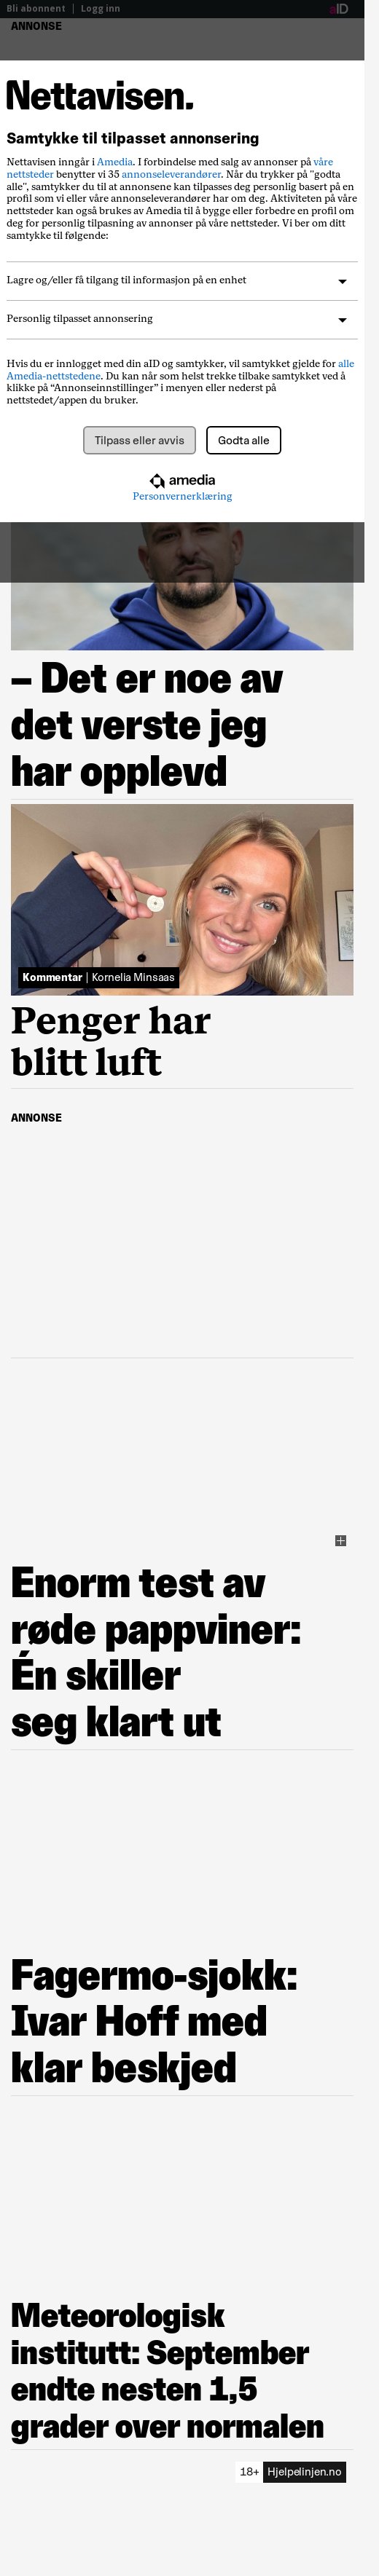 Bli abonnent | Logg inn
aID
ANNONSE
Nettavisen.
Samtykke til tilpasset annonsering
Nettavisen inngår i Amedia. I forbindelse med salg av annonser på våre
nettsteder benytter vi 35 annonseleverandører. Når du trykker på "godta
alle", samtykker du til at annonsene kan tilpasses deg personlig basert på en
profil som vi eller våre annonseleverandører har om deg. Aktiviteten på våre
nettsteder kan også brukes av Amedia til å bygge eller forbedre en profil om
deg for personlig tilpasning av annonser på våre nettsteder. Vi ber om ditt
samtykke til følgende:
Lagre og/eller få tilgang til informasjon på en enhet
Personlig tilpasset annonsering
Hvis du er innlogget med din aID og samtykker, vil samtykket gjelde for alle
Amedia-nettstedene. Du kan når som helst trekke tilbake samtykket ved å
klikke på “Annonseinnstillinger” i menyen eller nederst på
nettstedet/appen du bruker.
Tilpass eller avvis
Godta alle
amedia
Personvernerklæring
– Det er noe av
det verste jeg
har opplevd
Kommentar | Kornelia Minsaas
Penger har
blitt luft
ANNONSE
Enorm test av
røde pappviner:
Én skiller
seg klart ut
Fagermo-sjokk:
Ivar Hoff med
klar beskjed
Meteorologisk
institutt: September
endte nesten 1,5
grader over normalen
18+ Hjelpelinjen.no